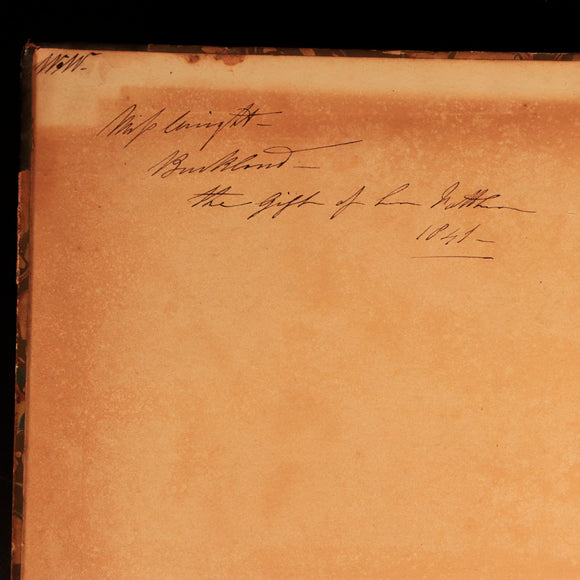 W.W.
Miss Wright –
Buckland –
the Gift of her Mother
1841 –